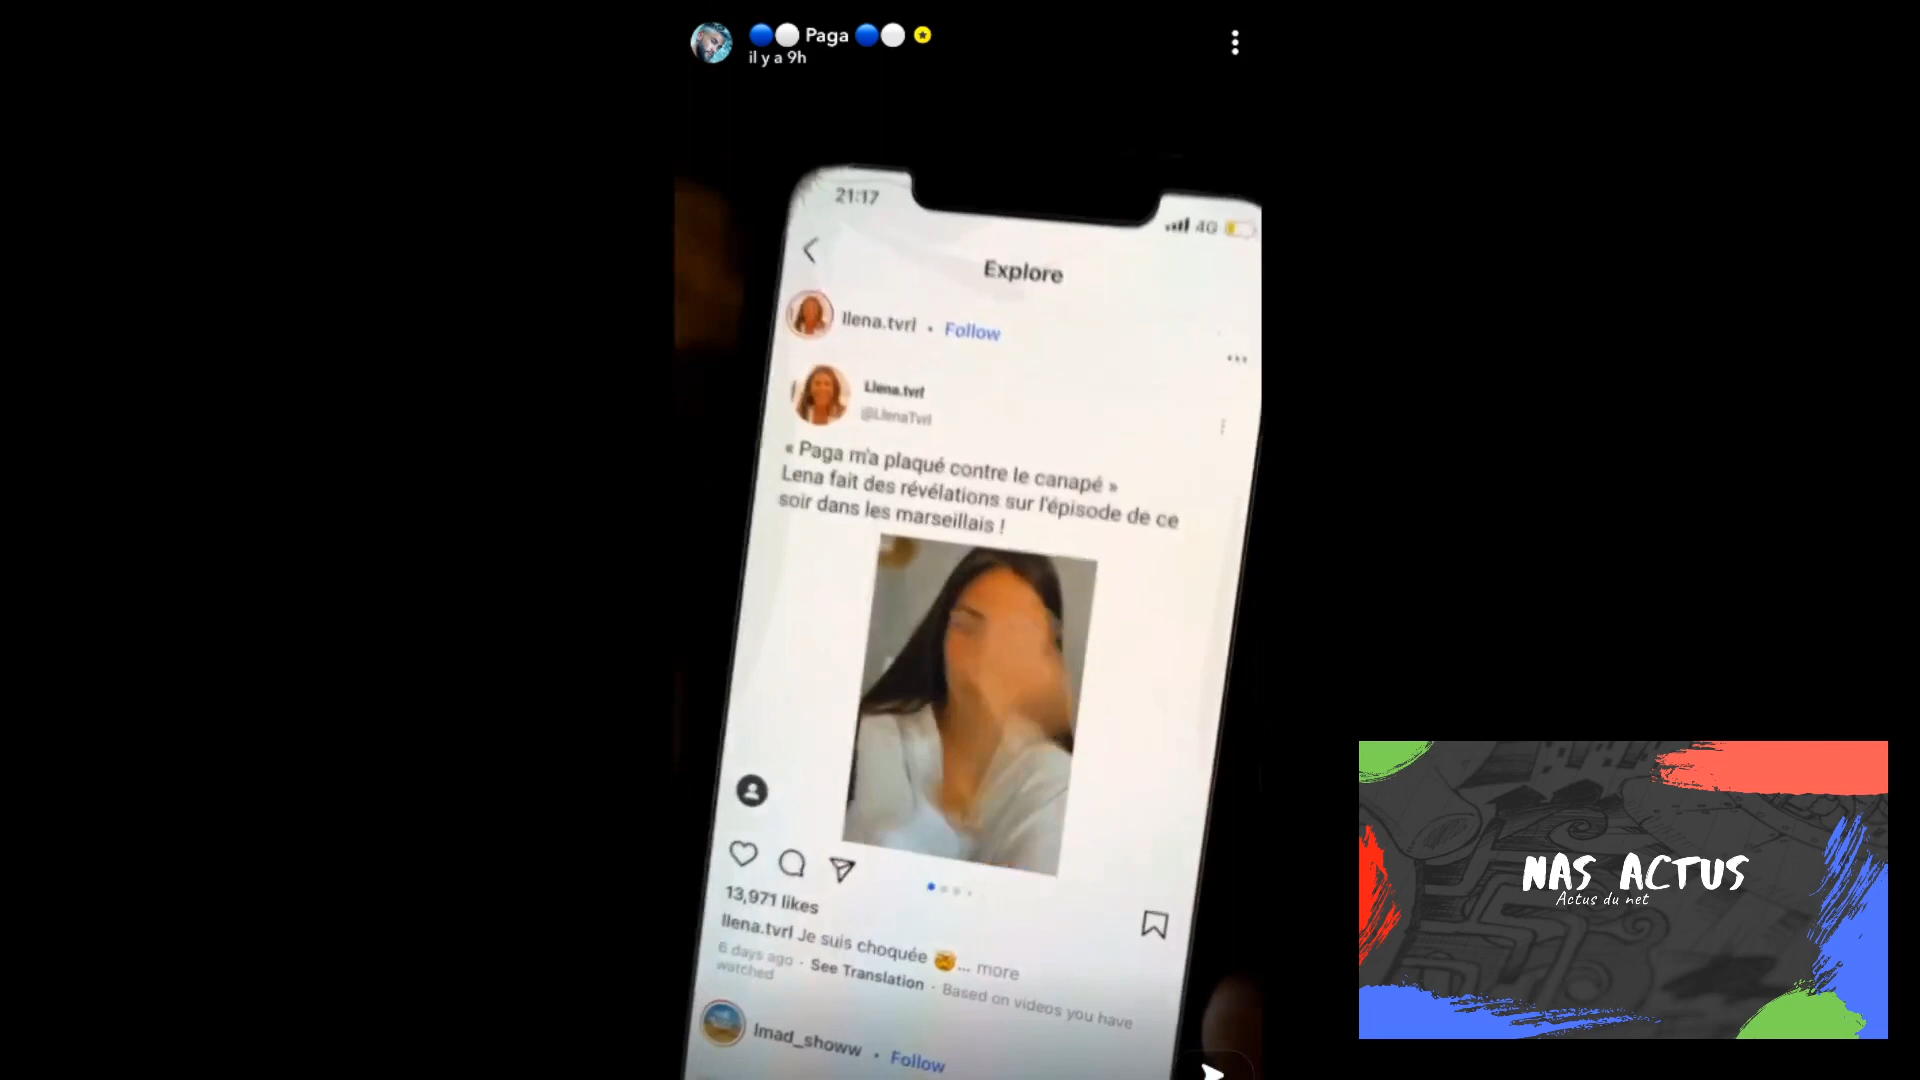 🔵⚪ Paga 🔵⚪
il y a 9h
21:17
4G
Explore
llena.tvrl • Follow
Llena.tvrl
@LlenaTvrl
« Paga m'a plaqué contre le canapé »
Lena fait des révélations sur l'épisode de ce
soir dans les marseillais !
13,971 likes
llena.tvrl Je suis choquée 🤯... more
6 days ago · See Translation · Based on videos you have
watched
lmad_showw • Follow
NAS ACTUS
Actus du net